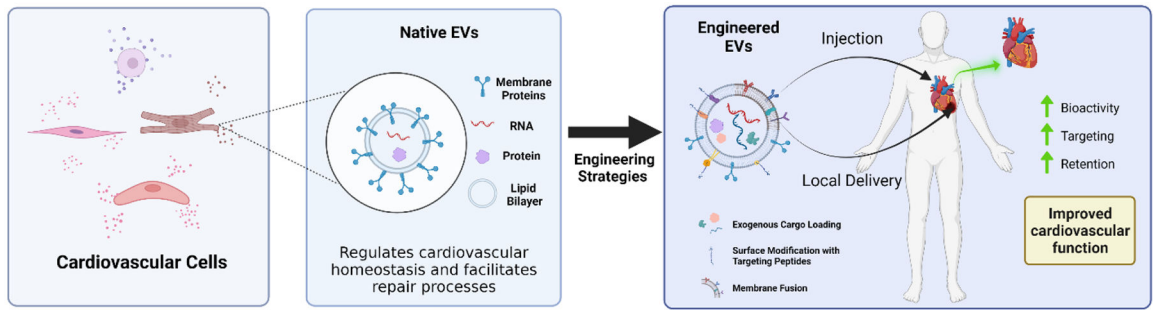 Cardiovascular Cells
Native EVs
Membrane
Proteins
RNA
Protein
Lipid
Bilayer
Regulates cardiovascular
homeostasis and facilitates
repair processes
Engineering
Strategies
Engineered
EVs
Injection
Local Delivery
Exogenous Cargo Loading
Surface Modification with
Targeting Peptides
Membrane Fusion
Bioactivity
Targeting
Retention
Improved
cardiovascular
function